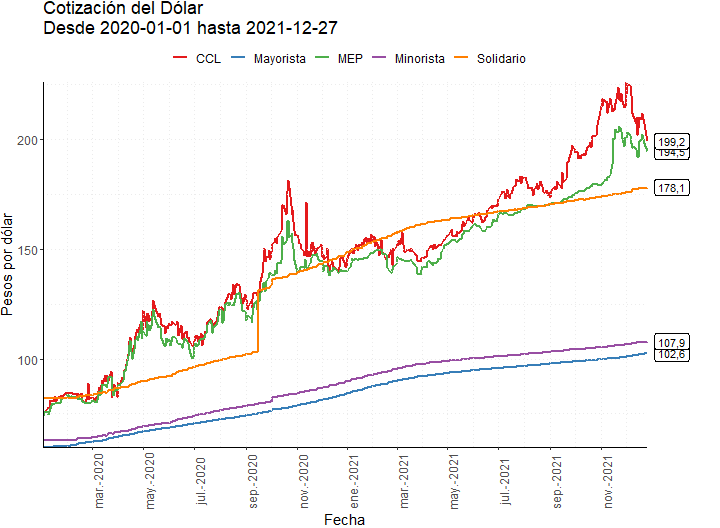 Cotización del Dólar
Desde 2020-01-01 hasta 2021-12-27
CCL Mayorista MEP Minorista Solidario
Pesos por dólar
200
150
100
199,2
194,5
178,1
107,9
102,6
mar.-2020
may.-2020
jul.-2020
sep.-2020
nov.-2020
ene.-2021
mar.-2021
may.-2021
jul.-2021
sep.-2021
nov.-2021
Fecha